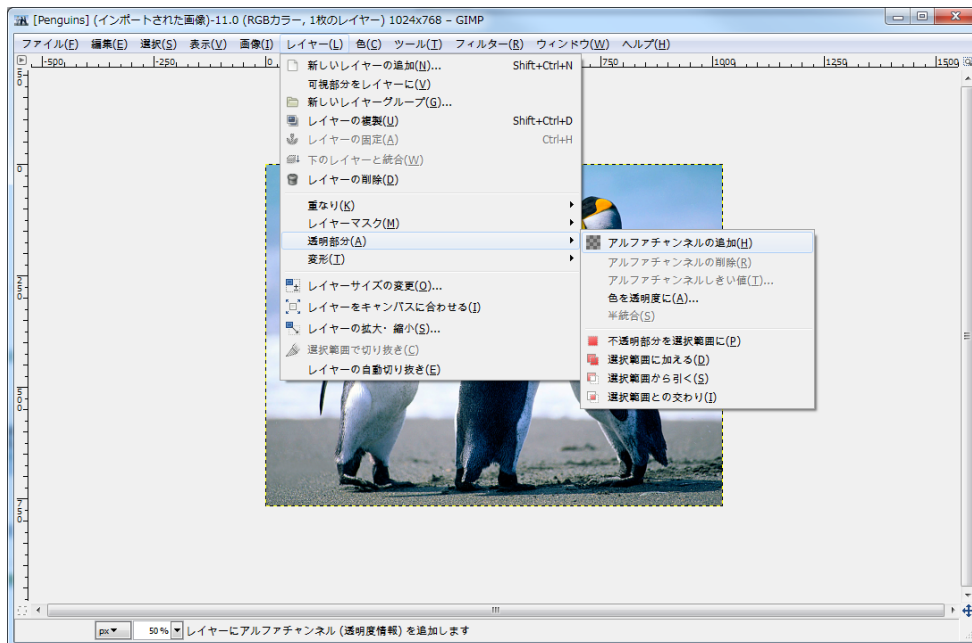 [Penguins] (インポートされた画像)-11.0 (RGBカラー, 1枚のレイヤー) 1024x768 – GIMP
ファイル(F) 編集(E) 選択(S) 表示(V) 画像(I) レイヤー(L) 色(C) ツール(T) フィルター(R) ウィンドウ(W) ヘルプ(H)
-500 -250 0 750 1000 1250 1500
新しいレイヤーの追加(N)... Shift+Ctrl+N
可視部分をレイヤーに(V)
新しいレイヤーグループ(G)...
レイヤーの複製(U) Shift+Ctrl+D
レイヤーの固定(A) Ctrl+H
下のレイヤーと統合(W)
レイヤーの削除(D)
重なり(K)
レイヤーマスク(M)
透明部分(A)
変形(T)
レイヤーサイズの変更(O)...
レイヤーをキャンバスに合わせる(I)
レイヤーの拡大・縮小(S)...
選択範囲で切り抜き(C)
レイヤーの自動切り抜き(E)
アルファチャンネルの追加(H)
アルファチャンネルの削除(R)
アルファチャンネルしきい値(T)...
色を透明度に(A)...
半統合(S)
不透明部分を選択範囲に(P)
選択範囲に加える(D)
選択範囲から引く(S)
選択範囲との交わり(I)
0
250
500
750
px 50 % レイヤーにアルファチャンネル (透明度情報) を追加します